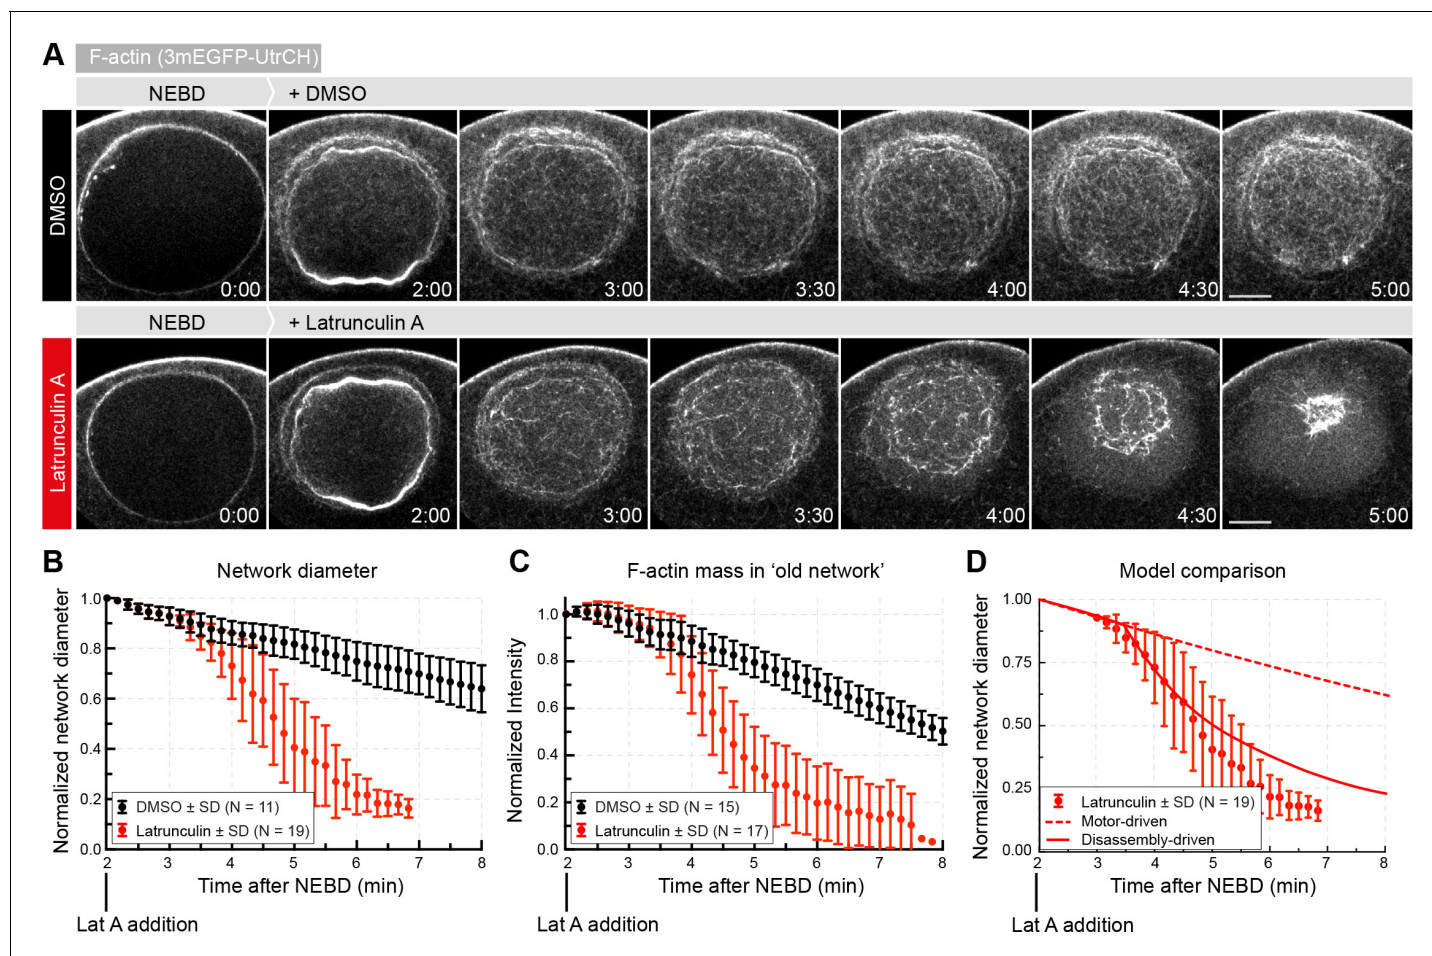 A
F-actin (3mEGFP-UtrCH)
NEBD
+ DMSO
DMSO
0:00
2:00
3:00
3:30
4:00
4:30
5:00
NEBD
+ Latrunculin A
Latrunculin A
0:00
2:00
3:00
3:30
4:00
4:30
5:00
B
Network diameter
Normalized network diameter
1.0
0.8
0.6
0.4
0.2
0.0
DMSO ± SD (N = 11)
Latrunculin ± SD (N = 19)
2 3 4 5 6 7 8
Time after NEBD (min)
Lat A addition
C
F-actin mass in ‘old network’
Normalized Intensity
1.0
0.8
0.6
0.4
0.2
0.0
DMSO ± SD (N = 15)
Latrunculin ± SD (N = 17)
2 3 4 5 6 7 8
Time after NEBD (min)
Lat A addition
D
Model comparison
Normalized network diameter
1.00
0.75
0.50
0.25
0.00
Latrunculin ± SD (N = 19)
Motor-driven
Disassembly-driven
2 3 4 5 6 7 8
Time after NEBD (min)
Lat A addition